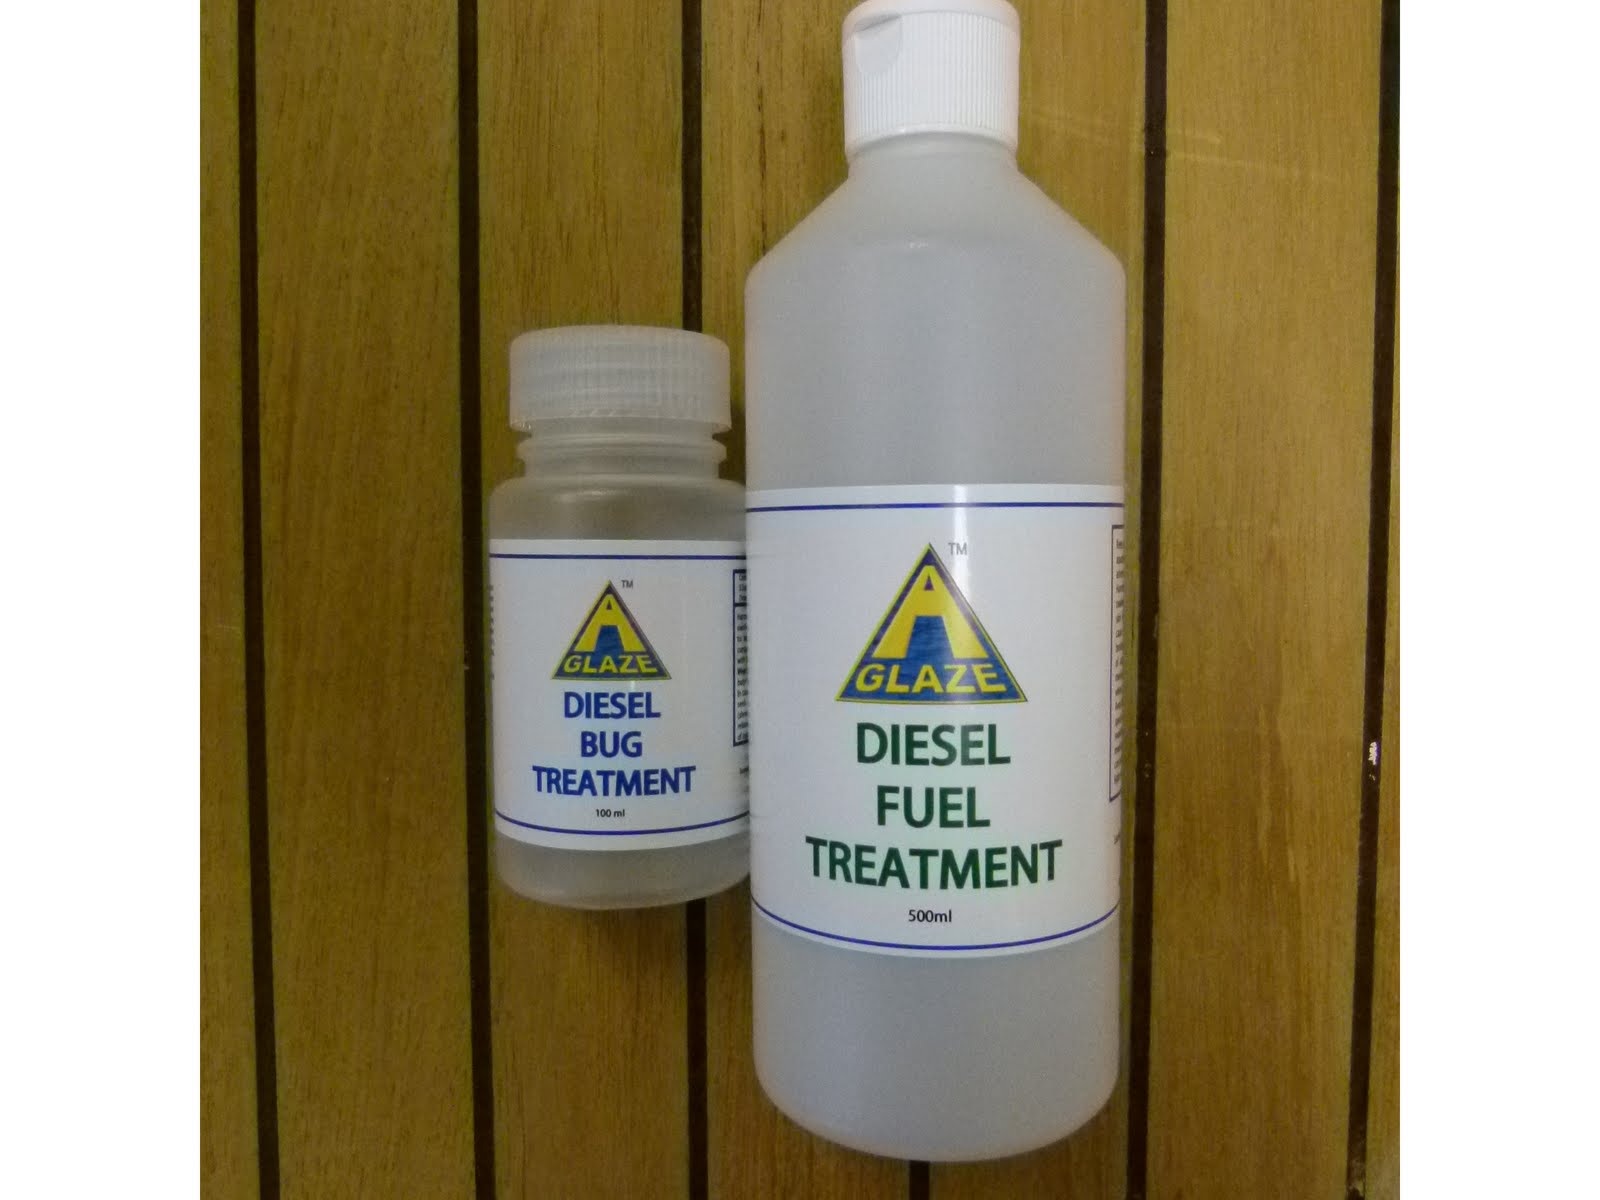 A
TM
GLAZE
DIESEL
BUG
TREATMENT
100 ml
A
TM
GLAZE
DIESEL
FUEL
TREATMENT
500ml